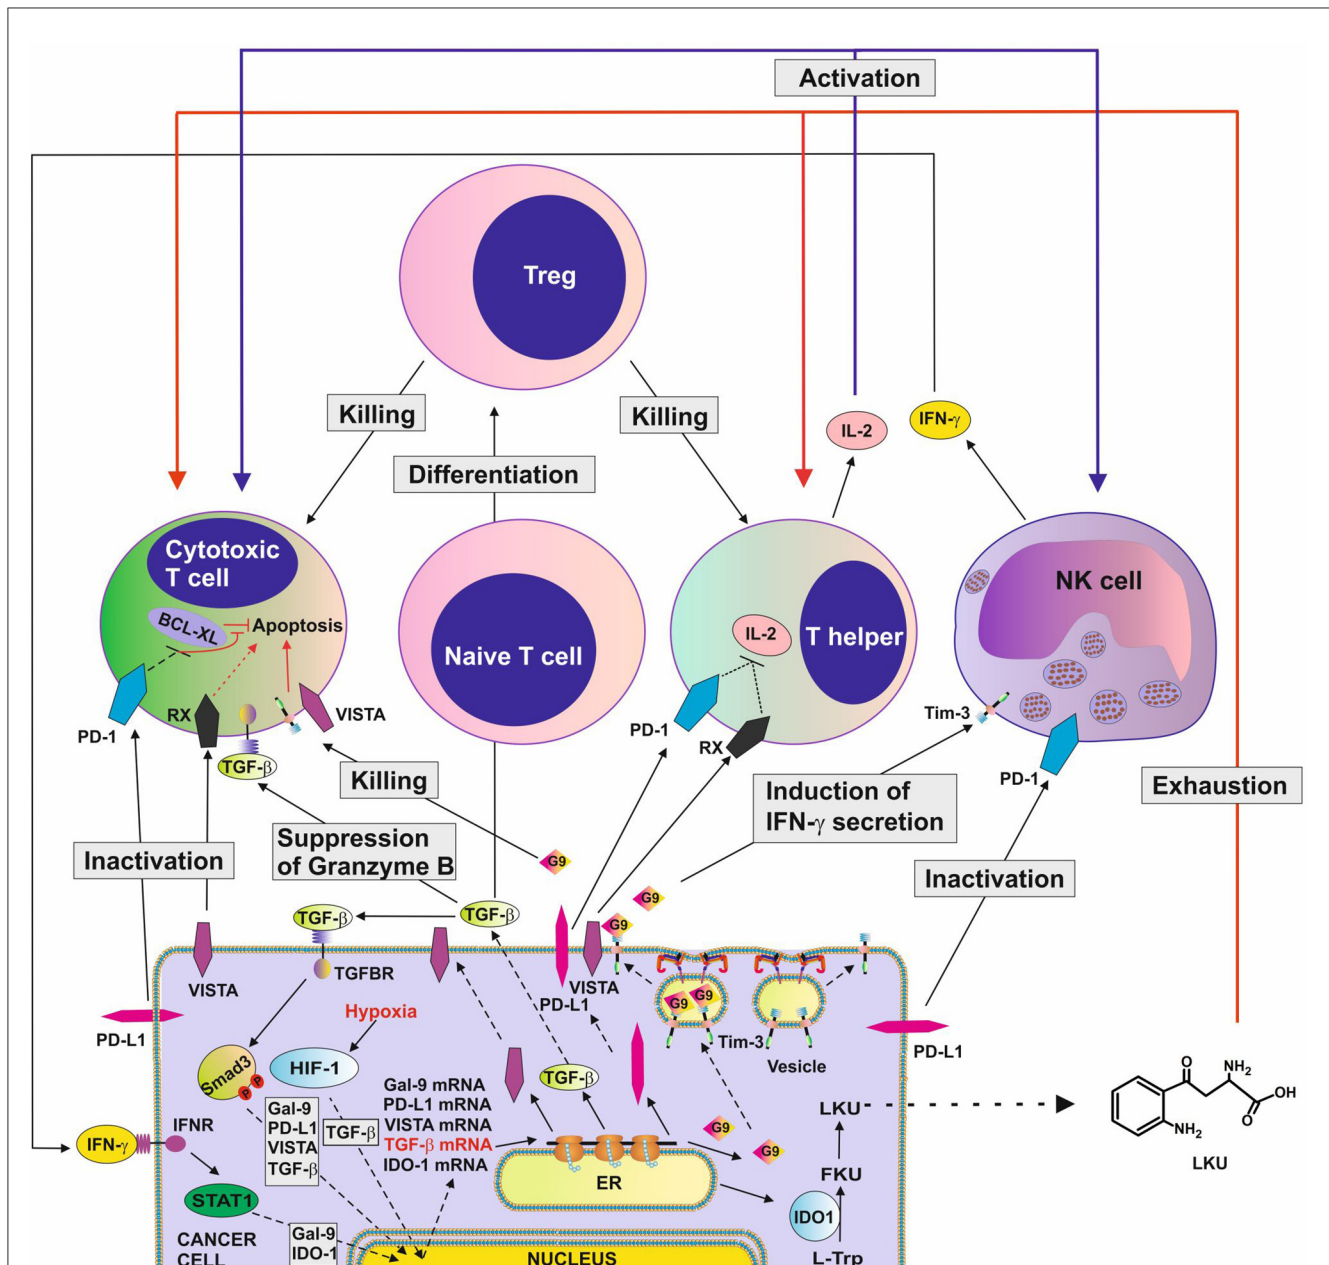 Activation
Treg
Killing
Killing
IL-2
IFN-γ
Differentiation
Cytotoxic
T cell
BCL-XL
Apoptosis
Naive T cell
IL-2
T helper
NK cell
PD-1
RX
VISTA
TGF-β
PD-1
RX
Tim-3
PD-1
Killing
Induction of
IFN-γ secretion
Exhaustion
Inactivation
Suppression
of Granzyme B
G9
Inactivation
G9
TGF-β
TGF-β
G9
TGFBR
VISTA
VISTA
PD-L1
G9
G9
PD-L1
Hypoxia
Tim-3
Vesicle
PD-L1
Smad3
P
P
HIF-1
TGF-β
Gal-9 mRNA
PD-L1 mRNA
VISTA mRNA
TGF-β mRNA
IDO-1 mRNA
Gal-9
PD-L1
VISTA
TGF-β
TGF-β
IFN-γ
IFNR
G9
G9
LKU
NH₂
O
O
OH
NH₂
LKU
FKU
ER
IDO1
STAT1
CANCER
CELL
Gal-9
IDO-1
NUCLEUS
L-Trp